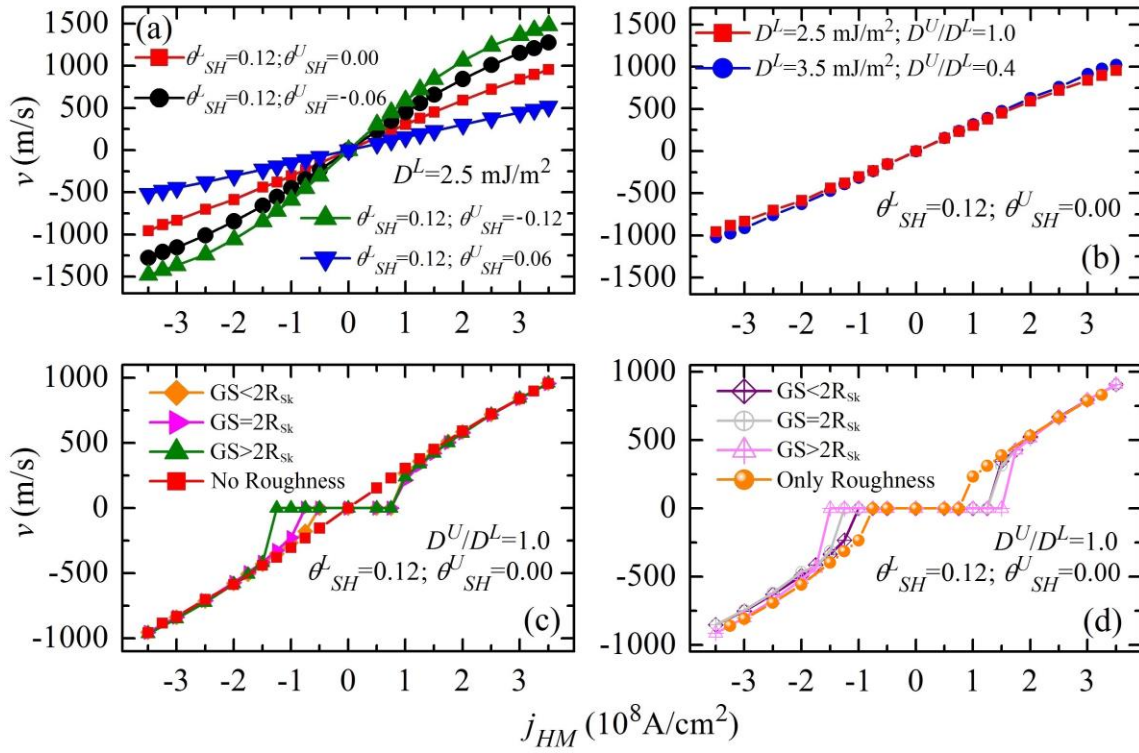 (a)
θ^L_SH=0.12;θ^U_SH=0.00
θ^L_SH=0.12;θ^U_SH=-0.06
D^L=2.5 mJ/m²
θ^L_SH=0.12; θ^U_SH=-0.12
θ^L_SH=0.12; θ^U_SH=0.06
1500
1000
500
0
-500
-1000
-1500
v (m/s)
-3 -2 -1 0 1 2 3
D^L=2.5 mJ/m²; D^U/D^L=1.0
D^L=3.5 mJ/m²; D^U/D^L=0.4
θ^L_SH=0.12; θ^U_SH=0.00
(b)
1500
1000
500
0
-500
-1000
-1500
-3 -2 -1 0 1 2 3
GS<2R_Sk
GS=2R_Sk
GS>2R_Sk
No Roughness
D^U/D^L=1.0
θ^L_SH=0.12; θ^U_SH=0.00
(c)
1000
500
0
-500
-1000
v (m/s)
-3 -2 -1 0 1 2 3
GS<2R_Sk
GS=2R_Sk
GS>2R_Sk
Only Roughness
D^U/D^L=1.0
θ^L_SH=0.12; θ^U_SH=0.00
(d)
1000
500
0
-500
-1000
-3 -2 -1 0 1 2 3
j_HM (10⁸A/cm²)